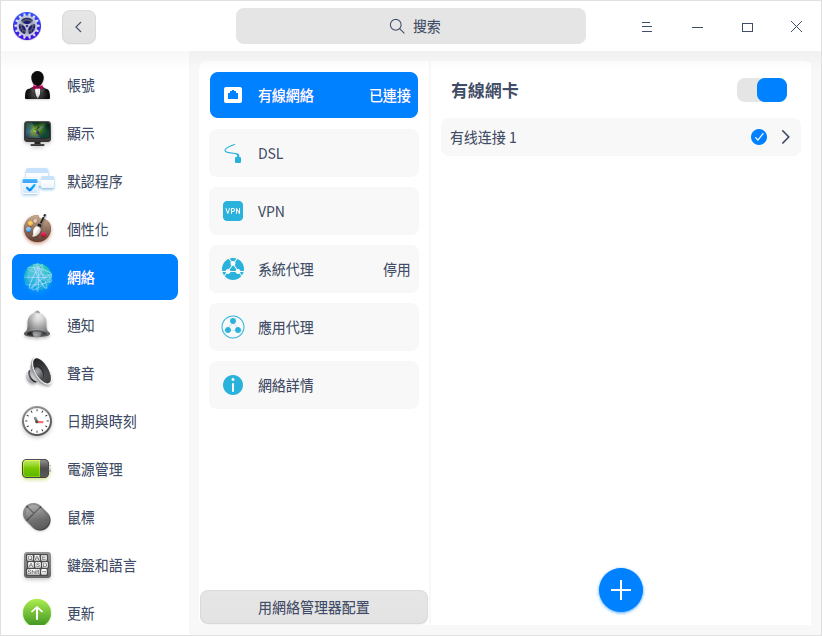 搜索
帳號
顯示
默認程序
個性化
網絡
通知
聲音
日期與時刻
電源管理
鼠標
鍵盤和語言
更新
有線網絡 已連接
DSL
VPN VPN
系統代理 停用
應用代理
網絡詳情
用網絡管理器配置
有線網卡
有线连接 1